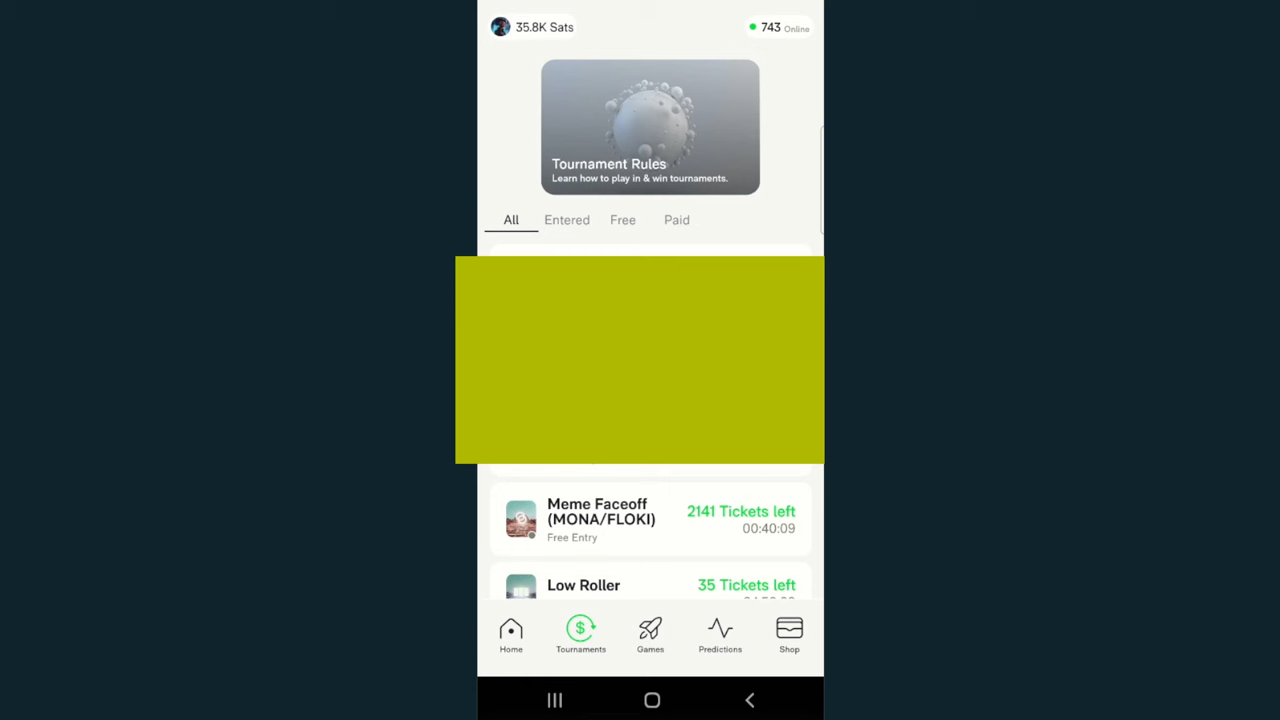 35.8K Sats
743 Online
Tournament Rules
Learn how to play in & win tournaments.
All Entered Free Paid
Meme Faceoff
(MONA/FLOKI)
Free Entry
2141 Tickets left
00:40:09
Low Roller
35 Tickets left
Home Tournaments Games Predictions Shop